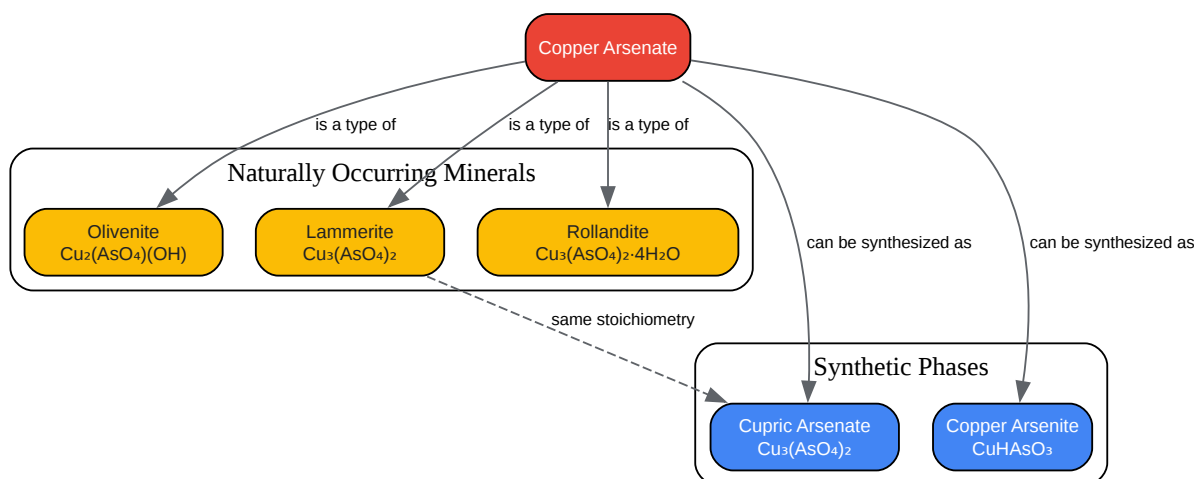 Copper Arsenate
is a type of
is a type of
is a type of
Naturally Occurring Minerals
Olivenite
Cu₂(AsO₄)(OH)
Lammerite
Cu₃(AsO₄)₂
Rollandite
Cu₃(AsO₄)₂·4H₂O
can be synthesized as
can be synthesized as
same stoichiometry
Synthetic Phases
Cupric Arsenate
Cu₃(AsO₄)₂
Copper Arsenite
CuHAsO₃